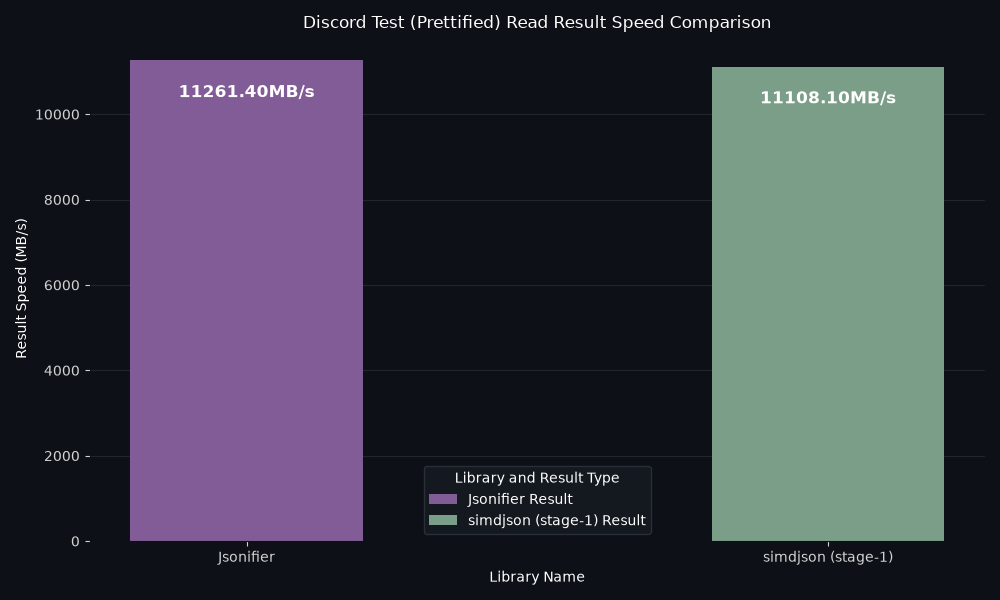 Discord Test (Prettified) Read Result Speed Comparison
11261.40MB/s
11108.10MB/s
10000
8000
6000
4000
2000
0
Result Speed (MB/s)
Library and Result Type
Jsonifier Result
simdjson (stage-1) Result
Jsonifier
simdjson (stage-1)
Library Name